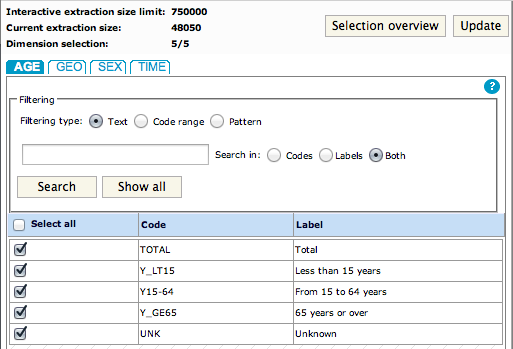 Interactive extraction size limit: 750000
Current extraction size: 48050
Dimension selection: 5/5
Selection overview Update
AGE GEO SEX TIME
?
Filtering
Filtering type: Text Code range Pattern
Search in: Codes Labels Both
Search Show all
Select all Code Label
TOTAL Total
Y_LT15 Less than 15 years
Y15-64 From 15 to 64 years
Y_GE65 65 years or over
UNK Unknown